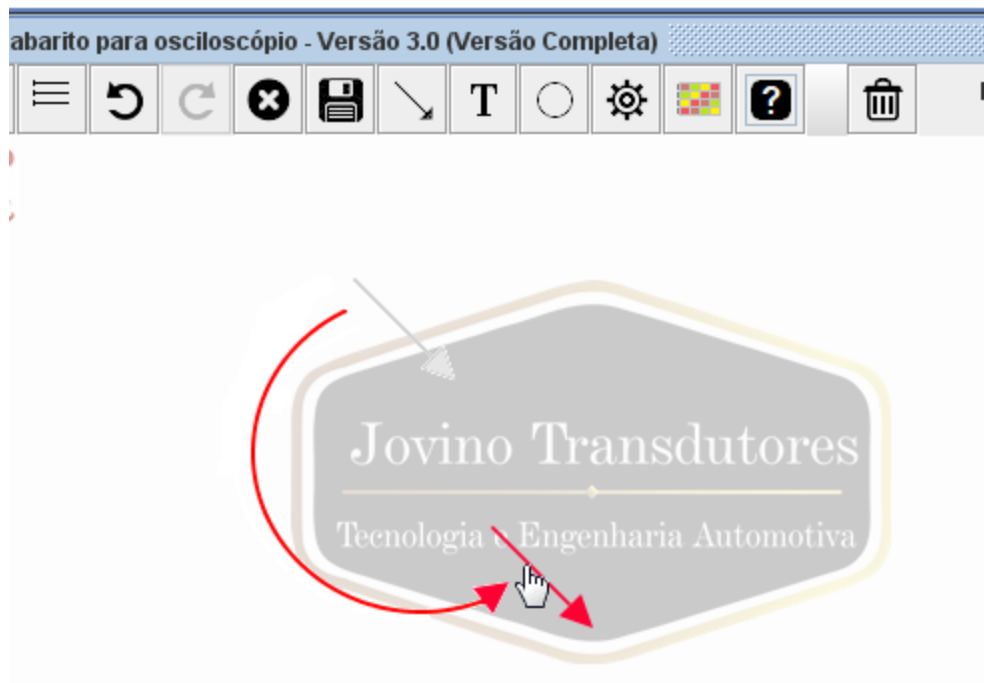 abarito para osciloscópio - Versão 3.0 (Versão Completa)
T
?
Jovino Transdutores
Tecnologia e Engenharia Automotiva